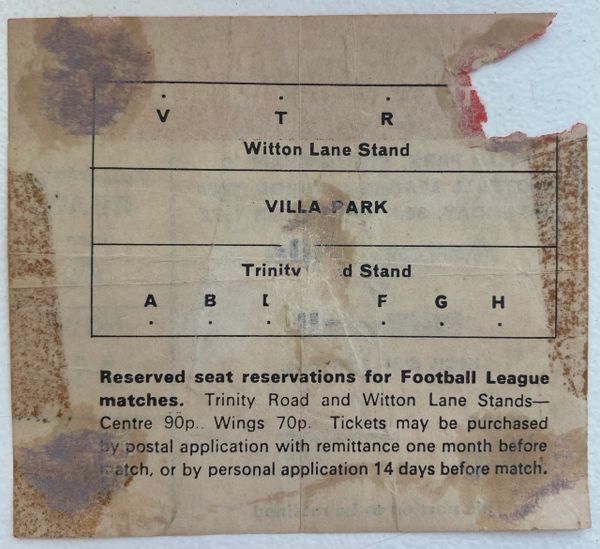 V T R
Witton Lane Stand
VILLA PARK
Trinity d Stand
A B F G H
Reserved seat reservations for Football League
matches. Trinity Road and Witton Lane Stands—
Centre 90p. Wings 70p. Tickets may be purchased
by postal application with remittance one month before
match, or by personal application 14 days before match.